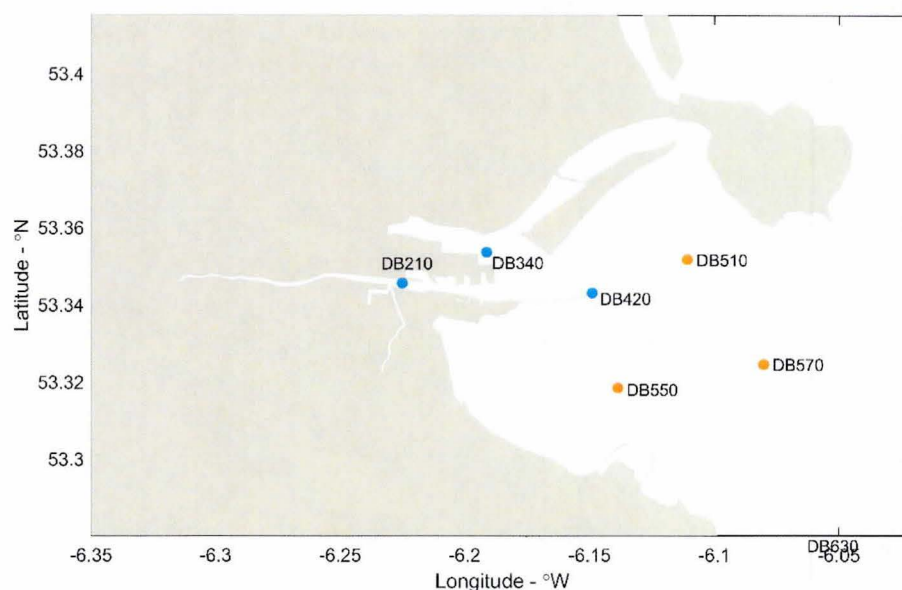 53.4
53.38
53.36
53.34
53.32
53.3
Latitude - °N
DB210
DB340
DB510
DB420
DB570
DB550
DB630
-6.35
-6.3
-6.25
-6.2
-6.15
-6.1
-6.05
Longitude - °W